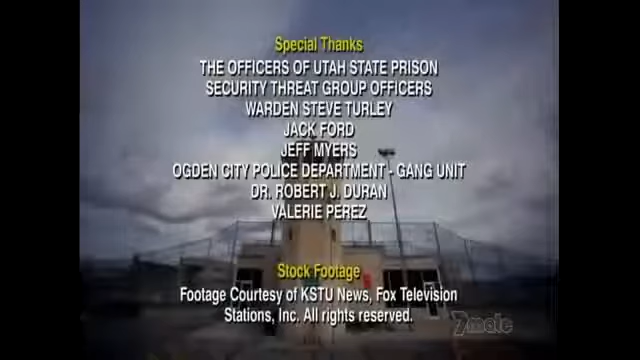 Special Thanks
THE OFFICERS OF UTAH STATE PRISON
SECURITY THREAT GROUP OFFICERS
WARDEN STEVE TURLEY
JACK FORD
JEFF MYERS
OGDEN CITY POLICE DEPARTMENT - GANG UNIT
DR. ROBERT J. DURAN
VALERIE PEREZ
Stock Footage
Footage Courtesy of KSTU News, Fox Television
Stations, Inc. All rights reserved.
7mate